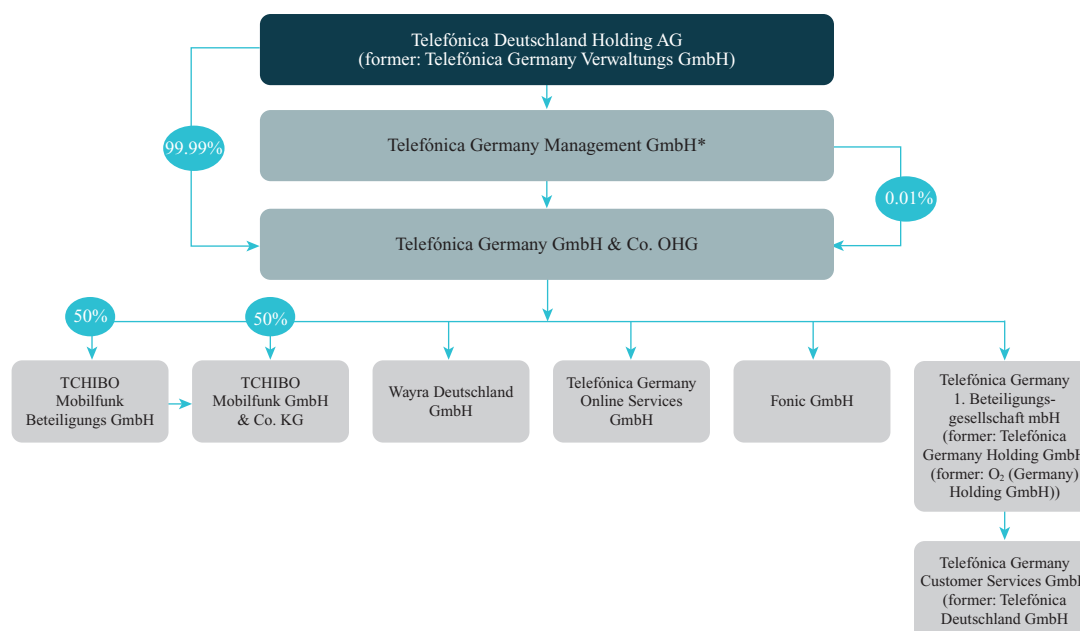 Telefónica Deutschland Holding AG
(former: Telefónica Germany Verwaltungs GmbH)
99.99%
Telefónica Germany Management GmbH*
0.01%
Telefónica Germany GmbH & Co. OHG
50%
50%
TCHIBO
Mobilfunk
Beteiligungs GmbH
TCHIBO
Mobilfunk GmbH
& Co. KG
Wayra Deutschland
GmbH
Telefónica Germany
Online Services
GmbH
Fonic GmbH
Telefónica Germany
1. Beteiligungs-
gesellschaft mbH
(former: Telefónica
Germany Holding GmbH
(former: O₂ (Germany)
Holding GmbH))
Telefónica Germany
Customer Services GmbH
(former: Telefónica
Deutschland GmbH